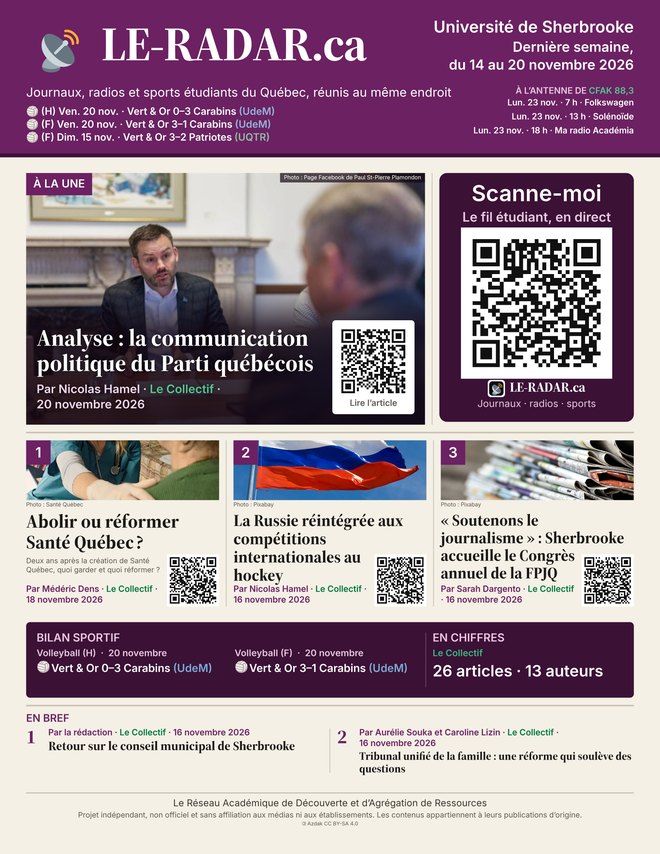 LE-RADAR.ca
Université de Sherbrooke
Dernière semaine,
du 14 au 20 novembre 2026
Journaux, radios et sports étudiants du Québec, réunis au même endroit
(H) Ven. 20 nov. · Vert & Or 0–3 Carabins (UdeM)
(F) Ven. 20 nov. · Vert & Or 3–1 Carabins (UdeM)
(F) Dim. 15 nov. · Vert & Or 3–2 Patriotes (UQTR)
À L'ANTENNE DE CFAK 88,3
Lun. 23 nov. · 7 h · Folkswagen
Lun. 23 nov. · 13 h · Solénoïde
Lun. 23 nov. · 18 h · Ma radio Académia
À LA UNE
Photo : Page Facebook de Paul St-Pierre Plamondon
Analyse : la communication
politique du Parti québécois
Par Nicolas Hamel · Le Collectif ·
20 novembre 2026
Lire l'article
Scanne-moi
Le fil étudiant, en direct
LE-RADAR.ca
Journaux · radios · sports
1
Photo : Santé Québec
Abolir ou réformer
Santé Québec ?
Deux ans après la création de Santé
Québec, quoi garder et quoi réformer ?
Par Médéric Dens · Le Collectif ·
18 novembre 2026
2
Photo : Pixabay
La Russie réintégrée aux
compétitions
internationales au
hockey
Par Nicolas Hamel · Le Collectif ·
16 novembre 2026
3
Photo : Pixabay
« Soutenons le
journalisme » : Sherbrooke
accueille le Congrès
annuel de la FPJQ
Par Sarah Dargento · Le Collectif
· 16 novembre 2026
BILAN SPORTIF
Volleyball (H) · 20 novembre
Vert & Or 0–3 Carabins (UdeM)
Volleyball (F) · 20 novembre
Vert & Or 3–1 Carabins (UdeM)
EN CHIFFRES
Le Collectif
26 articles · 13 auteurs
EN BREF
1
Par la rédaction · Le Collectif · 16 novembre 2026
Retour sur le conseil municipal de Sherbrooke
2
Par Aurélie Souka et Caroline Lizin · Le Collectif ·
16 novembre 2026
Tribunal unifié de la famille : une réforme qui soulève des
questions
Le Réseau Académique de Découverte et d'Agrégation de Ressources
Projet indépendant, non officiel et sans affiliation aux médias ni aux établissements. Les contenus appartiennent à leurs publications d'origine.
Azdak CC BY-SA 4.0